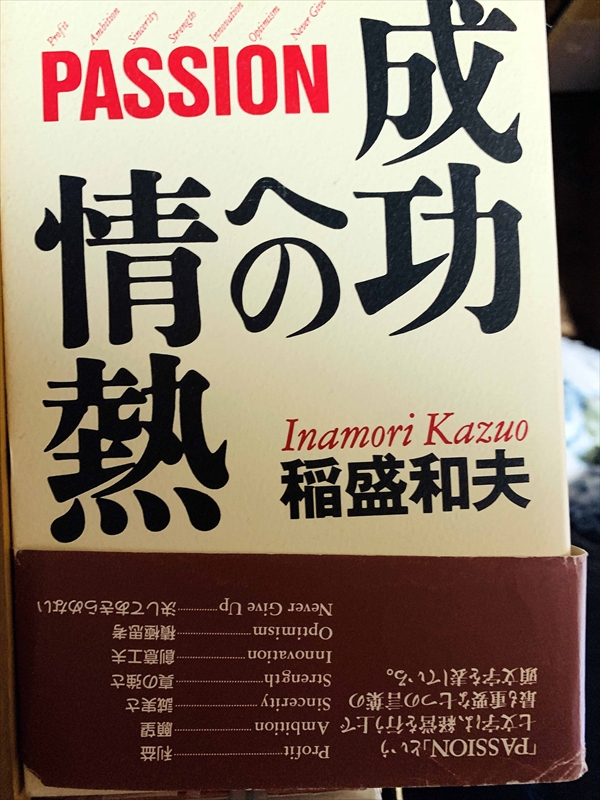 Profit
Ambition
Sincerity
Strength
Innovation
Optimism
Never Give
PASSION
成功
への
情熱
Inamori Kazuo
稲盛和夫
「PASSION」という
七文字は、経営を行う上で
最も重要な七つの言葉の
頭文字を表している。
Profit…………利益
Ambition…………願望
Sincerity…………誠実さ
Strength…………真の強さ
Innovation…………創意工夫
Optimism…………積極思考
Never Give Up…………決してあきらめない